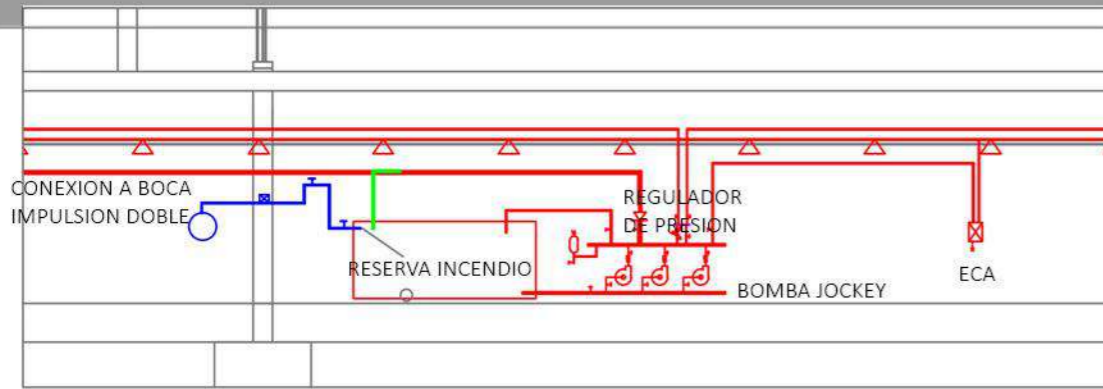 CONEXION A BOCA
IMPULSION DOBLE
REGULADOR
DE PRESION
RESERVA INCENDIO
BOMBA JOCKEY
ECA